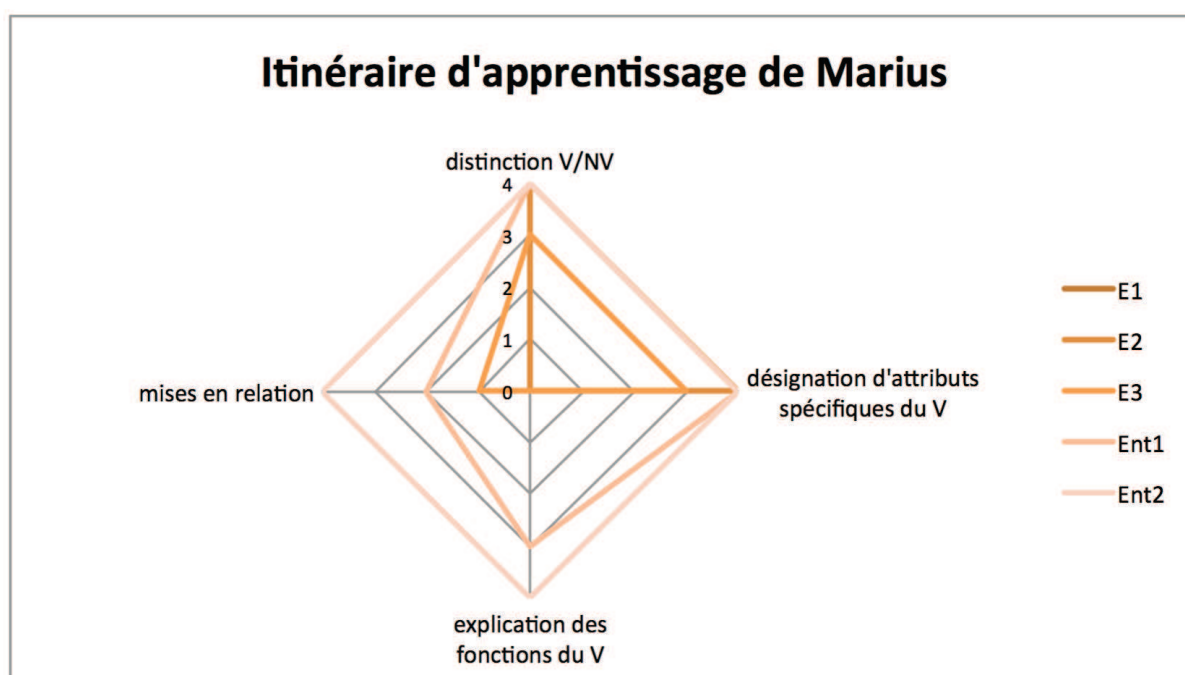 Itinéraire d'apprentissage de Marius
distinction V/NV
4
3
2
1
0
mises en relation
désignation d'attributs
spécifiques du V
explication des
fonctions du V
E1
E2
E3
Ent1
Ent2